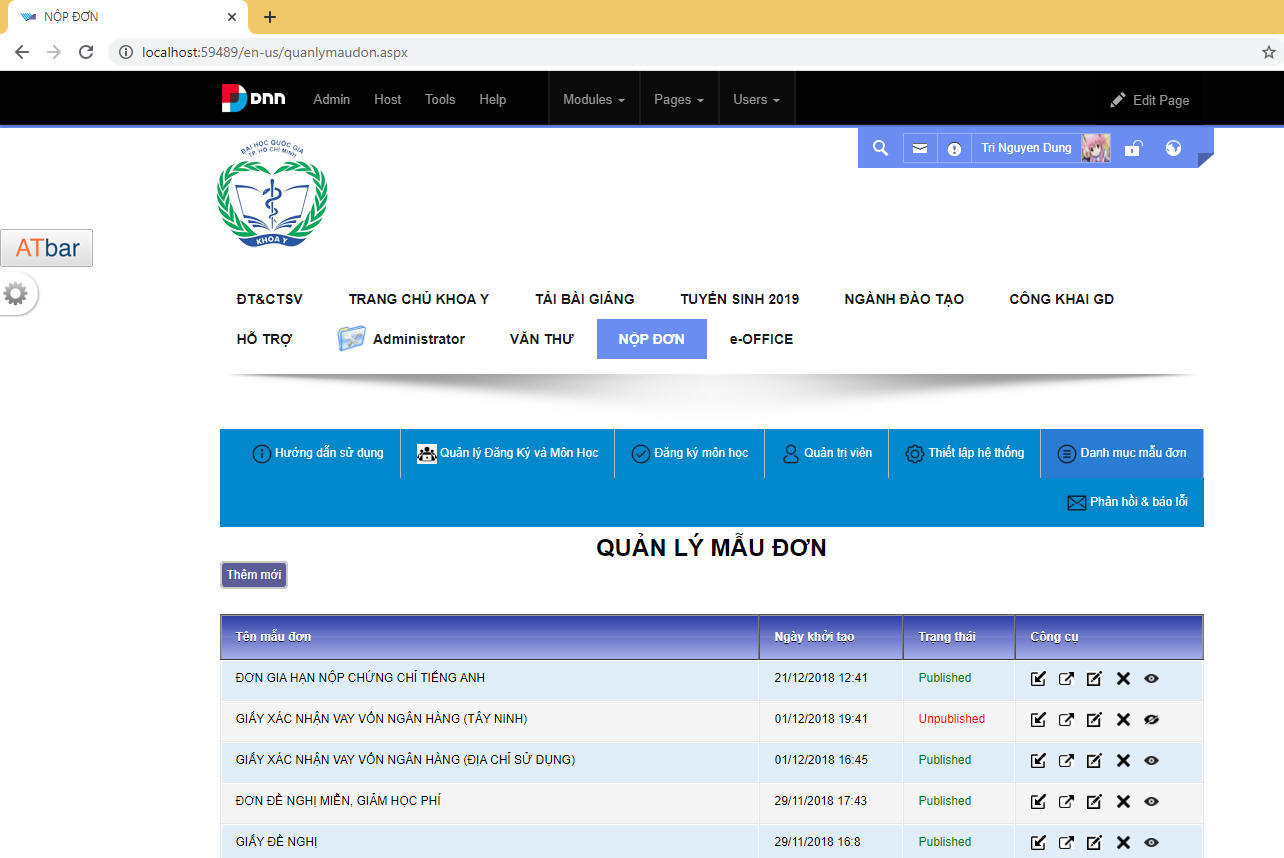 NỘP ĐƠN
localhost:59489/en-us/quanlymaudon.aspx
DNN Admin Host Tools Help Modules Pages Users Edit Page
Tri Nguyen Dung
ĐẠI HỌC QUỐC GIA
TP. HỒ CHÍ MINH
KHOA Y
ATbar
ĐT&CTSV TRANG CHỦ KHOA Y TẢI BÀI GIẢNG TUYỂN SINH 2019 NGÀNH ĐÀO TẠO CÔNG KHAI GD
HỖ TRỢ Administrator VĂN THƯ NỘP ĐƠN e-OFFICE
Hướng dẫn sử dụng Quản lý Đăng Ký và Môn Học Đăng ký môn học Quản trị viên Thiết lập hệ thống Danh mục mẫu đơn
Phản hồi & báo lỗi
QUẢN LÝ MẪU ĐƠN
Thêm mới
Tên mẫu đơn Ngày khởi tạo Trạng thái Công cụ
ĐƠN GIA HẠN NỘP CHỨNG CHỈ TIẾNG ANH 21/12/2018 12:41 Published
GIẤY XÁC NHẬN VAY VỐN NGÂN HÀNG (TÂY NINH) 01/12/2018 19:41 Unpublished
GIẤY XÁC NHẬN VAY VỐN NGÂN HÀNG (ĐỊA CHỈ SỬ DỤNG) 01/12/2018 16:45 Published
ĐƠN ĐỀ NGHỊ MIỄN, GIẢM HỌC PHÍ 29/11/2018 17:43 Published
GIẤY ĐỀ NGHỊ 29/11/2018 16:8 Published